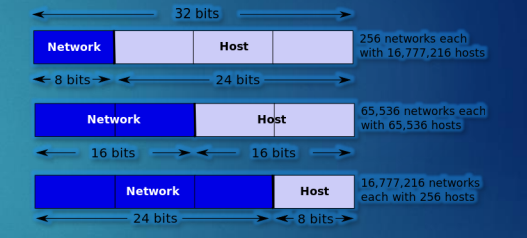 32 bits
Network Host
256 networks each
with 16,777,216 hosts
8 bits 24 bits
Network Host
65,536 networks each
with 65,536 hosts
16 bits 16 bits
Network Host
16,777,216 networks
each with 256 hosts
24 bits 8 bits